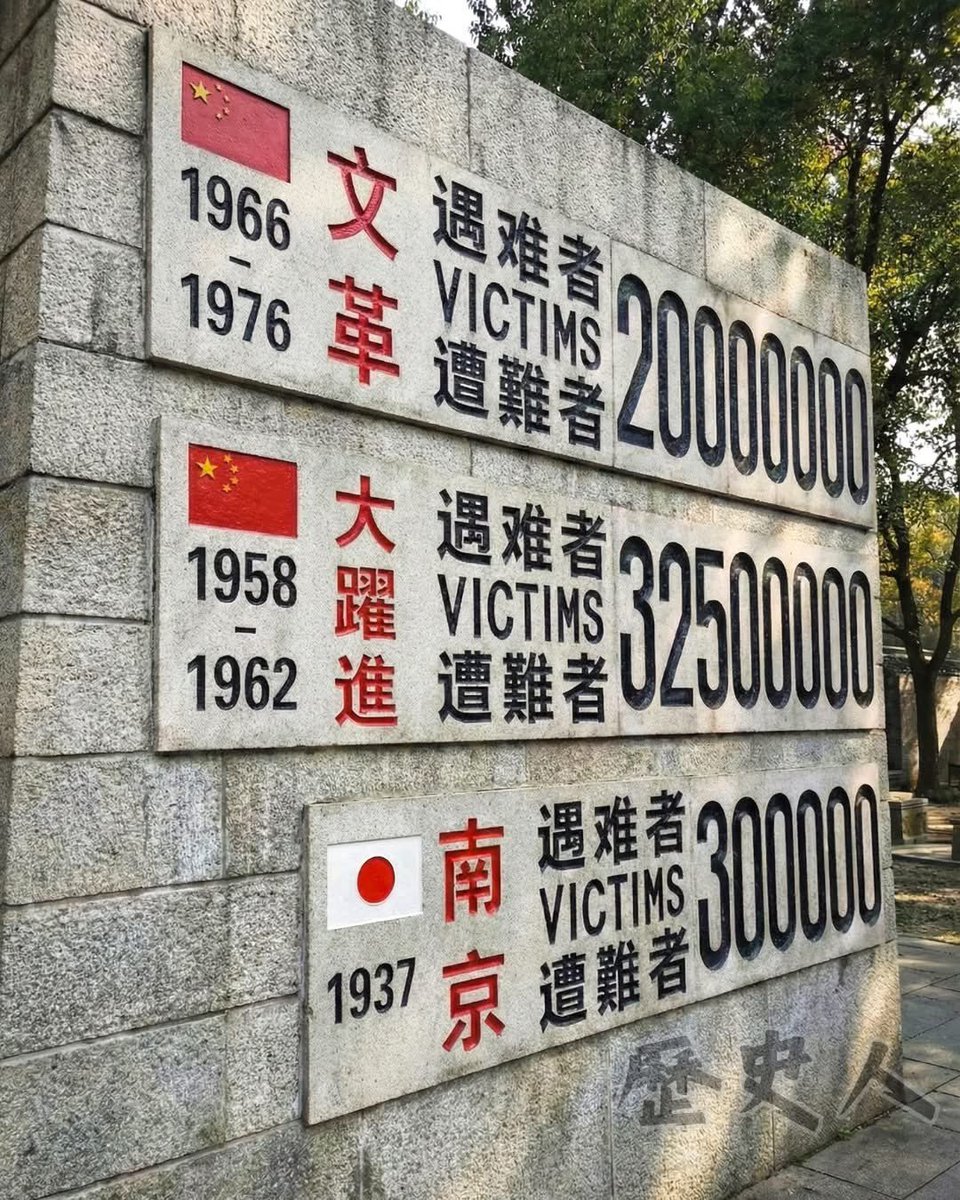 1966
-
1976
文革
遇难者
VICTIMS
遭難者
20000000
1958
-
1962
大躍進
遇难者
VICTIMS
遭難者
32500000
1937
南京
遇难者
VICTIMS
遭難者
300000
歷史人